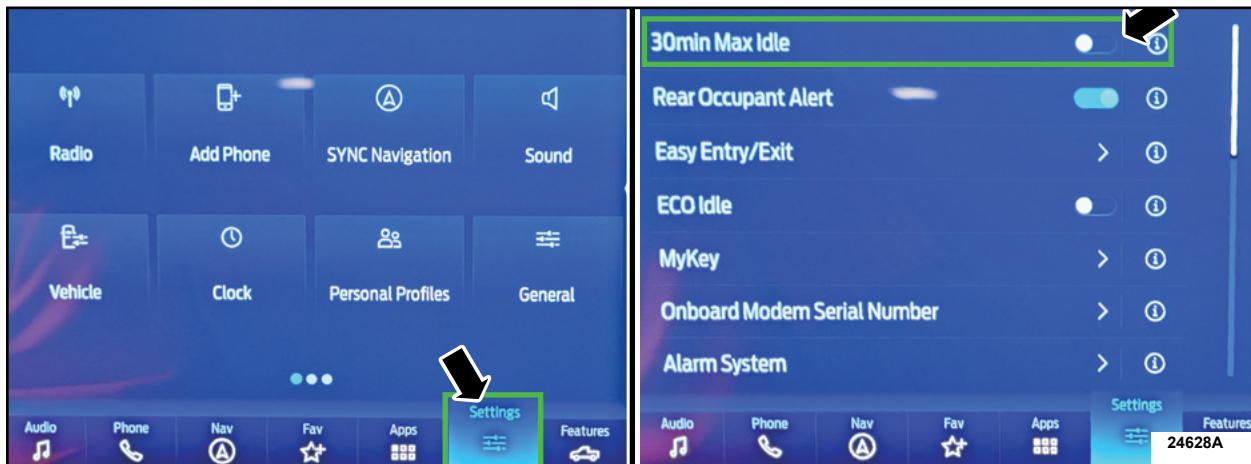 Radio
Add Phone
SYNC Navigation
Sound
Vehicle
Clock
Personal Profiles
General
Audio
Phone
Nav
Fav
Apps
Settings
Features
30min Max Idle
Rear Occupant Alert
Easy Entry/Exit
ECO Idle
MyKey
Onboard Modem Serial Number
Alarm System
Audio
Phone
Nav
Fav
Apps
Settings
Features
24628A